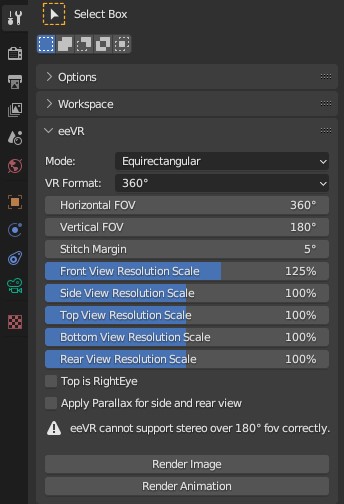 Select Box
Options
Workspace
eeVR
Mode: Equirectangular
VR Format: 360°
Horizontal FOV 360°
Vertical FOV 180°
Stitch Margin 5°
Front View Resolution Scale 125%
Side View Resolution Scale 100%
Top View Resolution Scale 100%
Bottom View Resolution Scale 100%
Rear View Resolution Scale 100%
Top is RightEye
Apply Parallax for side and rear view
eeVR cannot support stereo over 180° fov correctly.
Render Image
Render Animation